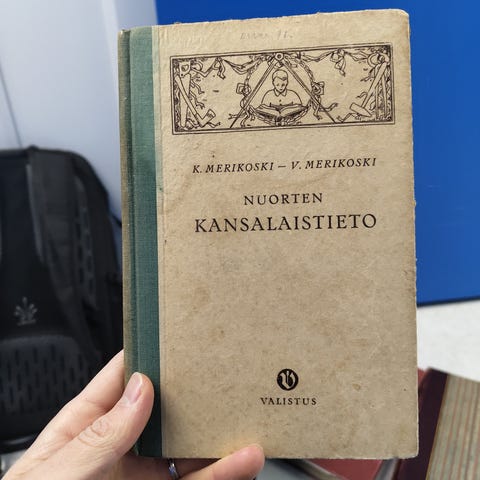 K. MERIKOSKI – V. MERIKOSKI
NUORTEN
KANSALAISTIETO
VALISTUS